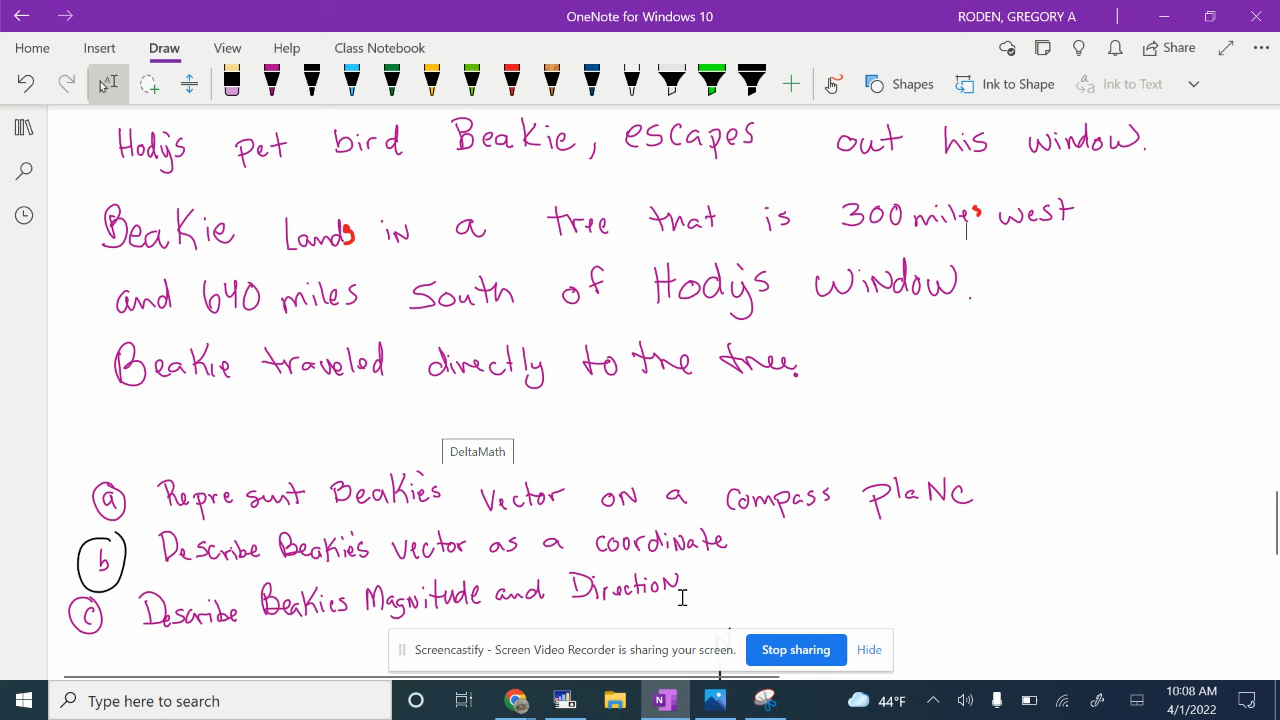 OneNote for Windows 10
RODEN, GREGORY A
Home Insert Draw View Help Class Notebook
Share
Shapes Ink to Shape Ink to Text
Hody's pet bird Beakie, escapes out his window.
Beakie Lands in a tree that is 300 miles west
and 640 miles South of Hody's window.
Beakie traveled directly to the tree.
DeltaMath
a Represent Beakie's vector on a compass plane
b Describe Beakie's vector as a coordinate
c Describe Beakies Magnitude and Direction
Screencastify - Screen Video Recorder is sharing your screen. Stop sharing Hide
Type here to search
44°F
10:08 AM
4/1/2022